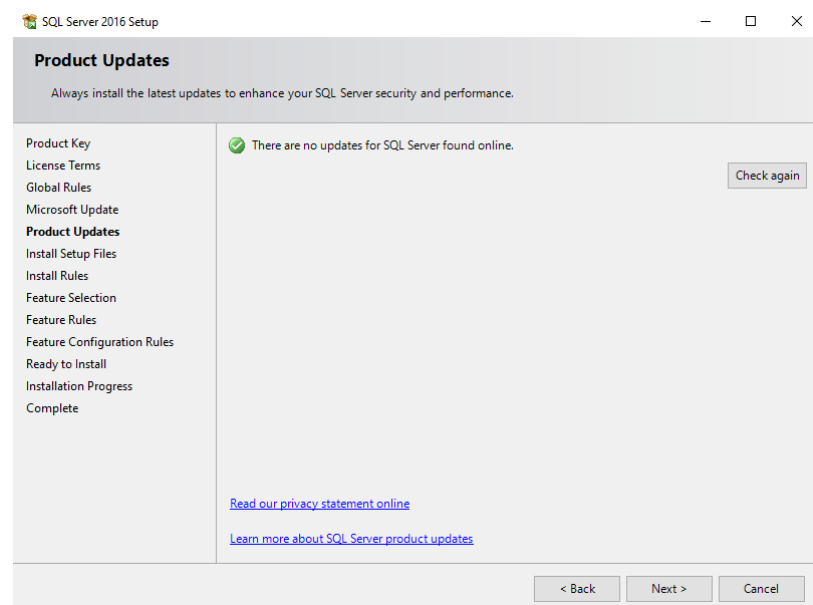 SQL Server 2016 Setup
Product Updates
Always install the latest updates to enhance your SQL Server security and performance.
Product Key
License Terms
Global Rules
Microsoft Update
Product Updates
Install Setup Files
Install Rules
Feature Selection
Feature Rules
Feature Configuration Rules
Ready to Install
Installation Progress
Complete
There are no updates for SQL Server found online.
Check again
Read our privacy statement online
Learn more about SQL Server product updates
< Back
Next >
Cancel